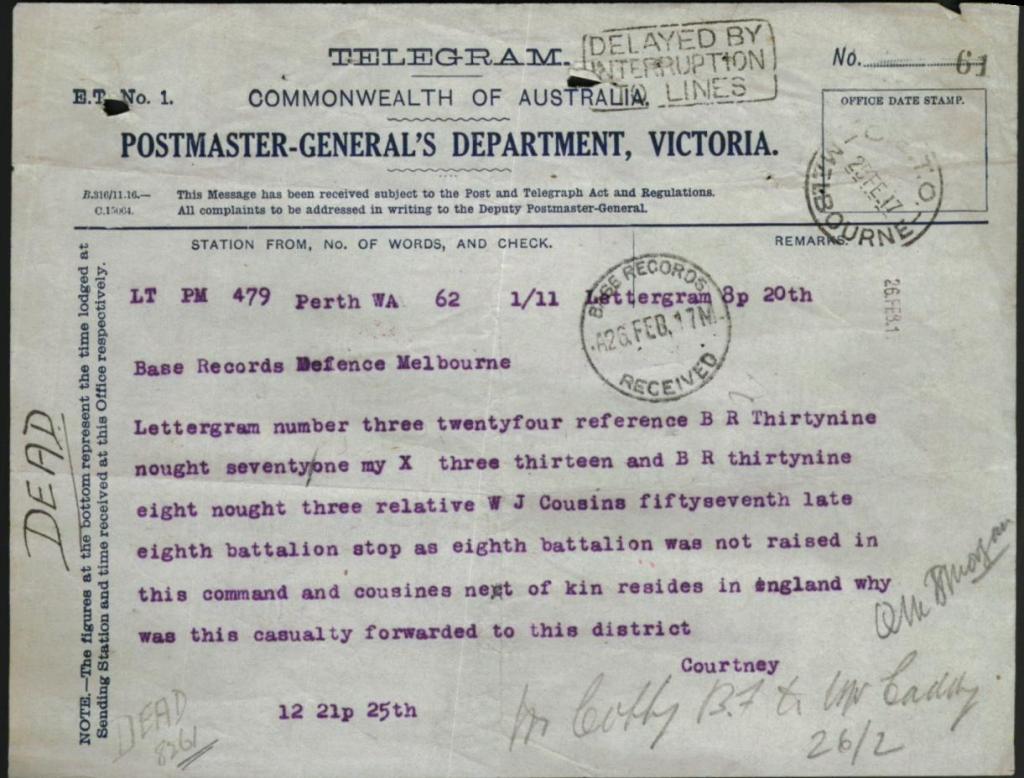 TELEGRAM.
DELAYED BY
INTERRUPTION
TO LINES
No. 61
E.T. No. 1.
COMMONWEALTH OF AUSTRALIA.
OFFICE DATE STAMP.
POSTMASTER-GENERAL'S DEPARTMENT, VICTORIA.
MELBOURNE
B.316/11.16.—
C.15064.
This Message has been received subject to the Post and Telegraph Act and Regulations.
All complaints to be addressed in writing to the Deputy Postmaster-General.
STATION FROM, No. OF WORDS, AND CHECK.
REMARKS.
BASE RECORDS
A26.FEB.17M
RECEIVED
26.FEB.1
LT PM 479 Perth WA 62 1/11 Lettergram 8p 20th
Base Records Defence Melbourne
Lettergram number three twentyfour reference B R Thirtynine
nought seventyone my X three thirteen and B R thirtynine
eight nought three relative W J Cousins fiftyseventh late
eighth battalion stop as eighth battalion was not raised in
this command and cousines next of kin resides in england why
was this casualty forwarded to this district
Courtney
12 21p 25th
NOTE.—The figures at the bottom represent the time lodged at
Sending Station and time received at this Office respectively.
DEAD
DEAD
8261
26/2